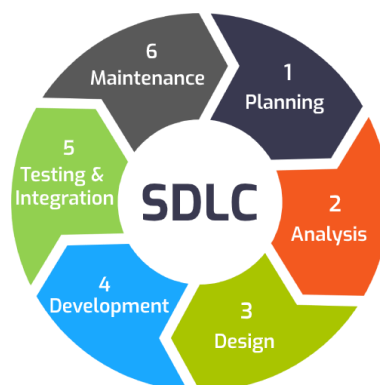 SDLC
1
Planning
2
Analysis
3
Design
4
Development
5
Testing &
Integration
6
Maintenance